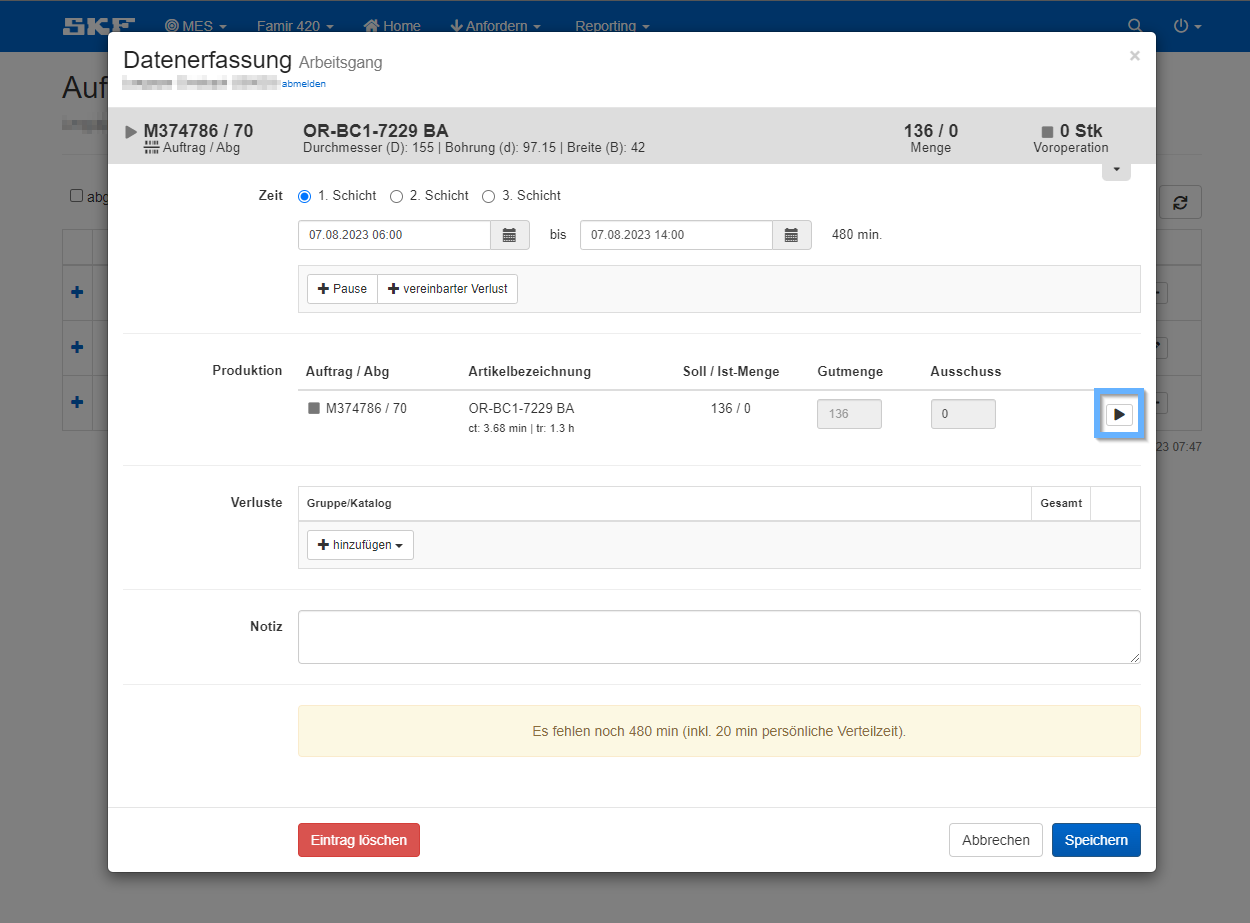 SKF MES Famir 420 Home Anfordern Reporting
Auf
Datenerfassung Arbeitsgang ×
abmelden
M374786 / 70 OR-BC1-7229 BA 136 / 0 0 Stk
Auftrag / Abg Durchmesser (D): 155 | Bohrung (d): 97.15 | Breite (B): 42 Menge Voroperation
abg
Zeit 1. Schicht 2. Schicht 3. Schicht
07.08.2023 06:00 bis 07.08.2023 14:00 480 min.
Pause vereinbarter Verlust
Produktion Auftrag / Abg Artikelbezeichnung Soll / Ist-Menge Gutmenge Ausschuss
M374786 / 70 OR-BC1-7229 BA 136 / 0 136 0
ct: 3.68 min | tr: 1.3 h
23 07:47
Verluste Gruppe/Katalog Gesamt
hinzufügen
Notiz
Es fehlen noch 480 min (inkl. 20 min persönliche Verteilzeit).
Eintrag löschen Abbrechen Speichern